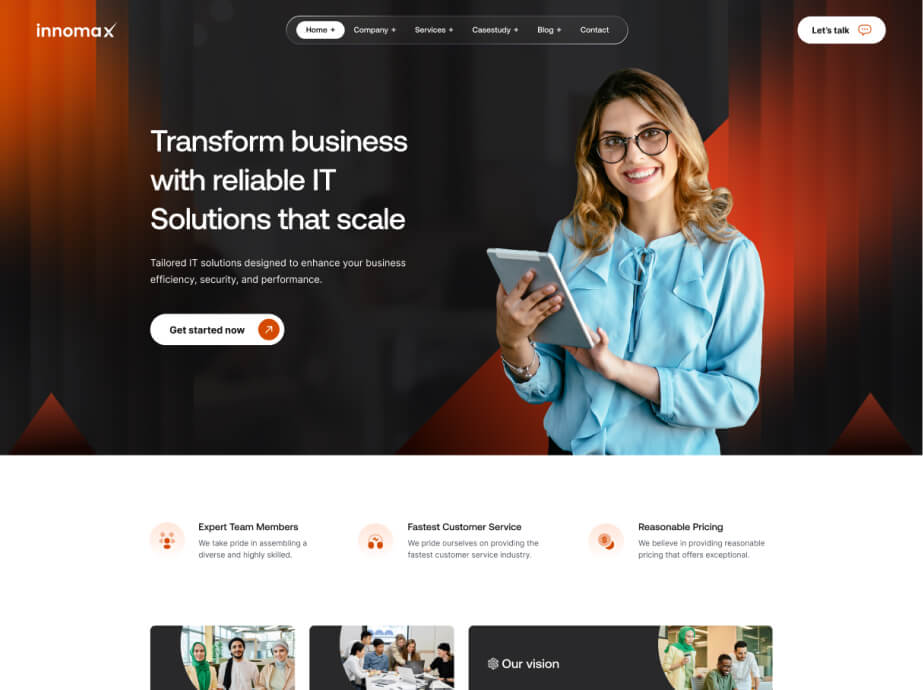 innomax
Home +
Company +
Services +
Casestudy +
Blog +
Contact
Let's talk
Transform business
with reliable IT
Solutions that scale
Tailored IT solutions designed to enhance your business
efficiency, security, and performance.
Get started now
Expert Team Members
We take pride in assembling a
diverse and highly skilled.
Fastest Customer Service
We pride ourselves on providing the
fastest customer service industry.
Reasonable Pricing
We believe in providing reasonable
pricing that offers exceptional.
Our vision